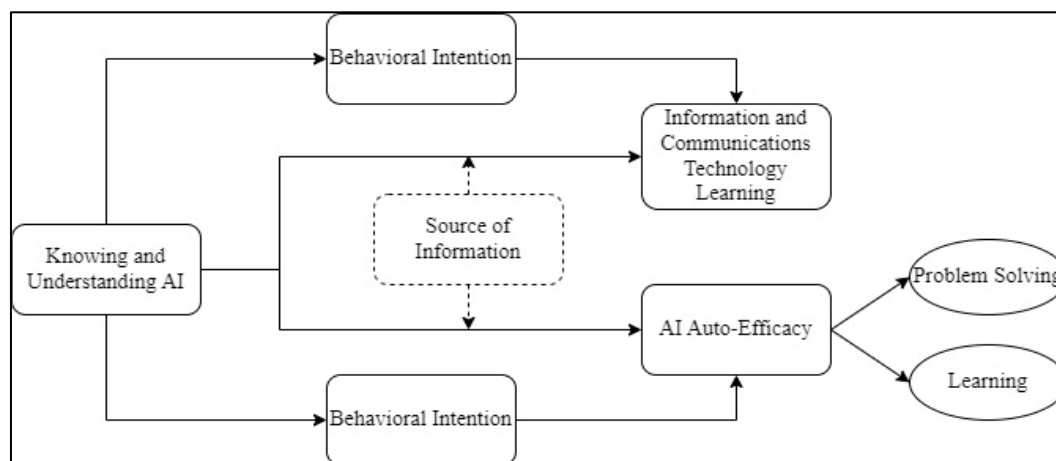 Behavioral Intention
Information and
Communications
Technology
Learning
Source of
Information
Knowing and
Understanding AI
Problem Solving
AI Auto-Efficacy
Learning
Behavioral Intention